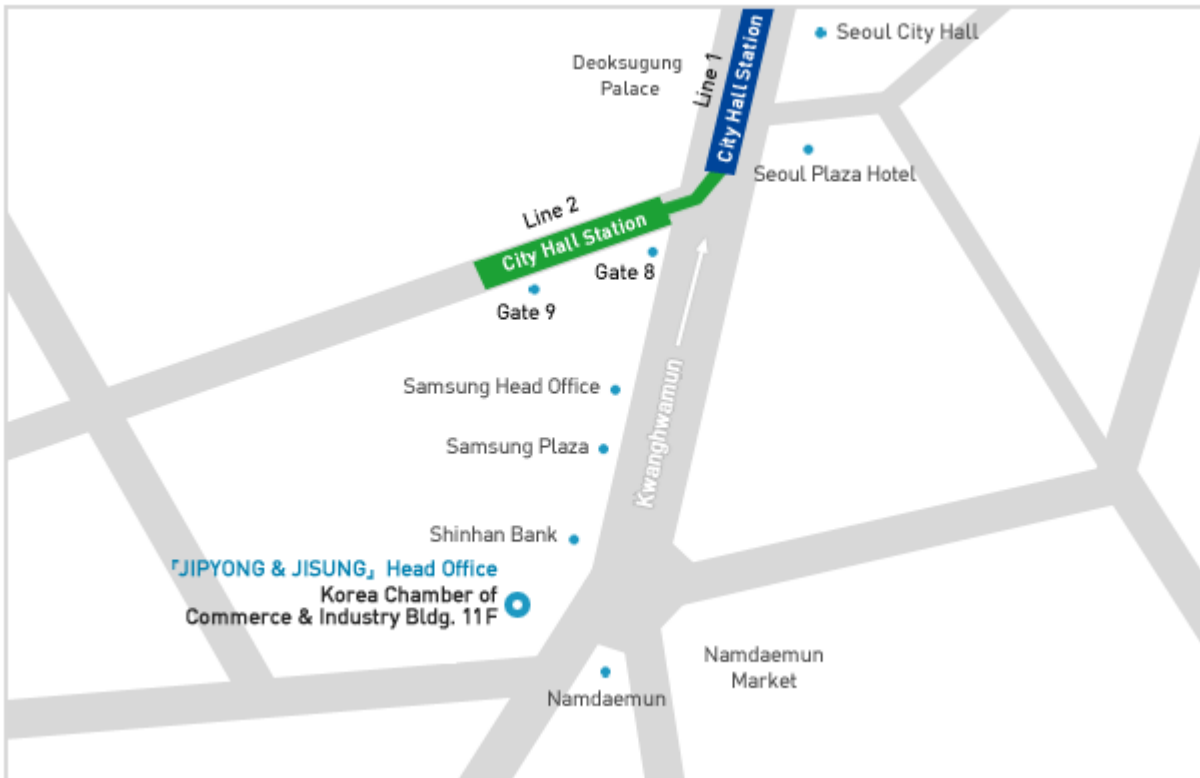 Seoul City Hall
Deoksugung
Palace
Line 1
City Hall Station
Seoul Plaza Hotel
Line 2
City Hall Station
Gate 8
Gate 9
Samsung Head Office
Kwanghwamun
Samsung Plaza
Shinhan Bank
「JIPYONG & JISUNG」 Head Office
Korea Chamber of
Commerce & Industry Bldg. 11F
Namdaemun
Market
Namdaemun